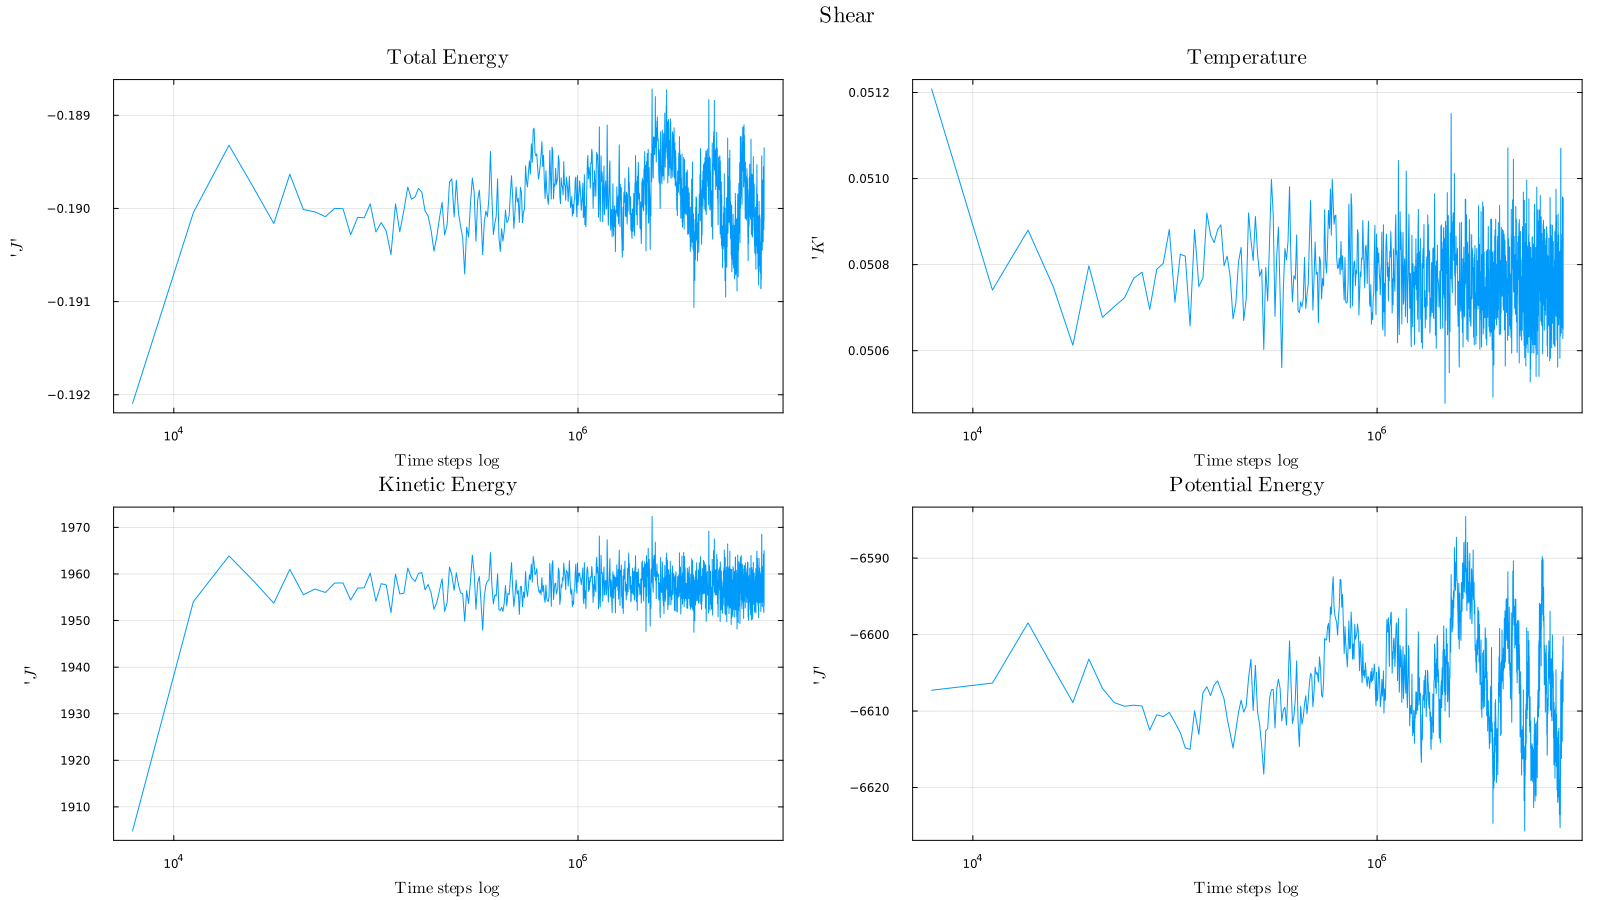 Shear
Total Energy
−0.189
−0.190
−0.191
−0.192
'J'
10^4
10^6
Time steps log
Temperature
0.0512
0.0510
0.0508
0.0506
'K'
10^4
10^6
Time steps log
Kinetic Energy
1970
1960
1950
1940
1930
1920
1910
'J'
10^4
10^6
Time steps log
Potential Energy
−6590
−6600
−6610
−6620
'J'
10^4
10^6
Time steps log